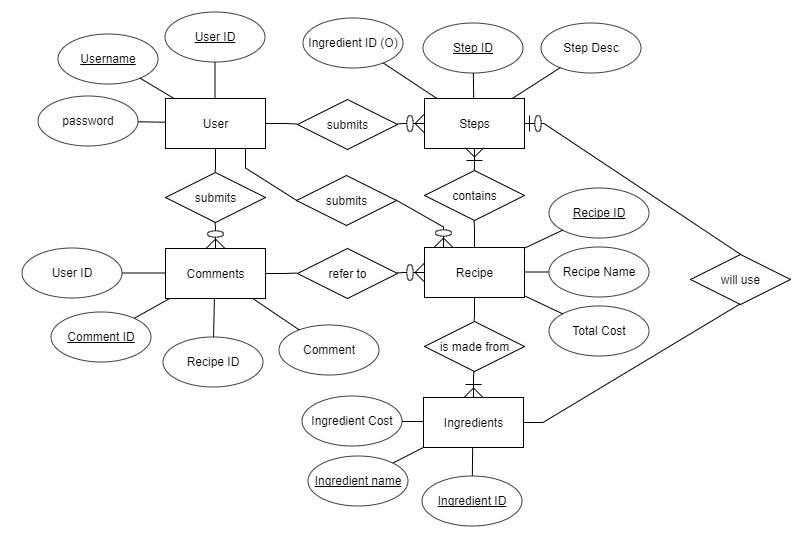 User ID
Ingredient ID (O)
Step ID
Step Desc
Username
password
User
submits
Steps
submits
submits
contains
Recipe ID
User ID
Comments
refer to
Recipe
Recipe Name
will use
Comment ID
Recipe ID
Comment
is made from
Total Cost
Ingredient Cost
Ingredients
Ingredient name
Ingredient ID